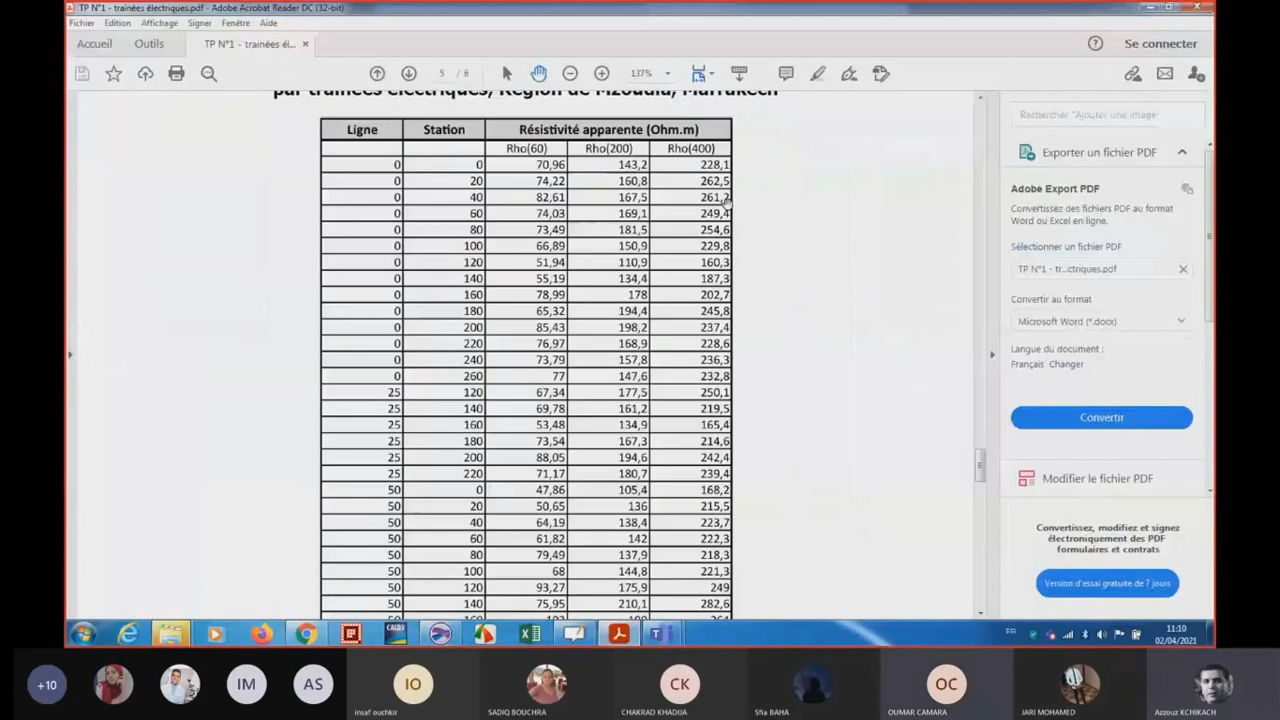 TP N°1 - trainées électriques.pdf - Adobe Acrobat Reader DC (32-bit)
Fichier Edition Affichage Signer Fenêtre Aide
Accueil Outils TP N°1 - trainées él... × Se connecter
5 / 6 137%
par trainées électriques, Région de Mzoudia, Marrakech
Ligne Station Résistivité apparente (Ohm.m)
Rho(60) Rho(200) Rho(400)
0 0 70,96 143,2 228,1
0 20 74,22 160,8 262,5
0 40 82,61 167,5 261,2
0 60 74,03 169,1 249,4
0 80 73,49 181,5 254,6
0 100 66,89 150,9 229,8
0 120 51,94 110,9 160,3
0 140 55,19 134,4 187,3
0 160 78,99 178 202,7
0 180 65,32 194,4 245,8
0 200 85,43 198,2 237,4
0 220 76,97 168,9 228,6
0 240 73,79 157,8 236,3
0 260 77 147,6 232,8
25 120 67,34 177,5 250,1
25 140 69,78 161,2 219,5
25 160 53,48 134,9 165,4
25 180 73,54 167,3 214,6
25 200 88,05 194,6 242,4
25 220 71,17 180,7 239,4
50 0 47,86 105,4 168,2
50 20 50,65 136 215,5
50 40 64,19 138,4 223,7
50 60 61,82 142 222,3
50 80 79,49 137,9 218,3
50 100 68 144,8 221,3
50 120 93,27 175,9 249
50 140 75,95 210,1 282,6
Rechercher "Ajouter une image"
Exporter un fichier PDF
Adobe Export PDF
Convertissez des fichiers PDF au format
Word ou Excel en ligne.
Sélectionner un fichier PDF
TP N°1 - tr...ctriques.pdf
Convertir au format
Microsoft Word (*.docx)
Langue du document :
Français Changer
Convertir
Modifier le fichier PDF
Convertissez, modifiez et signez
électroniquement des PDF
formulaires et contrats
Version d'essai gratuite de 7 jours
FR 11:10
02/04/2021
+10 IM AS IO CK OC
insaf ouchkir SADIQ BOUCHRA CHAKRAD KHADIJA Sfia BAHA OUMAR CAMARA JARI MOHAMED Azzouz KCHIKACH